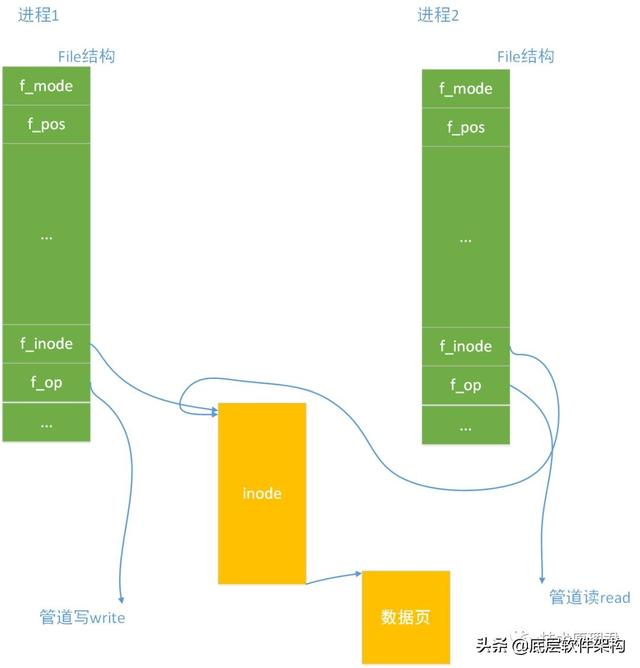 进程1
进程2
File结构
File结构
f_mode
f_pos
...
f_inode
f_op
...
f_mode
f_pos
...
f_inode
f_op
...
inode
数据页
管道写write
管道读read
头条 @底层软件架构